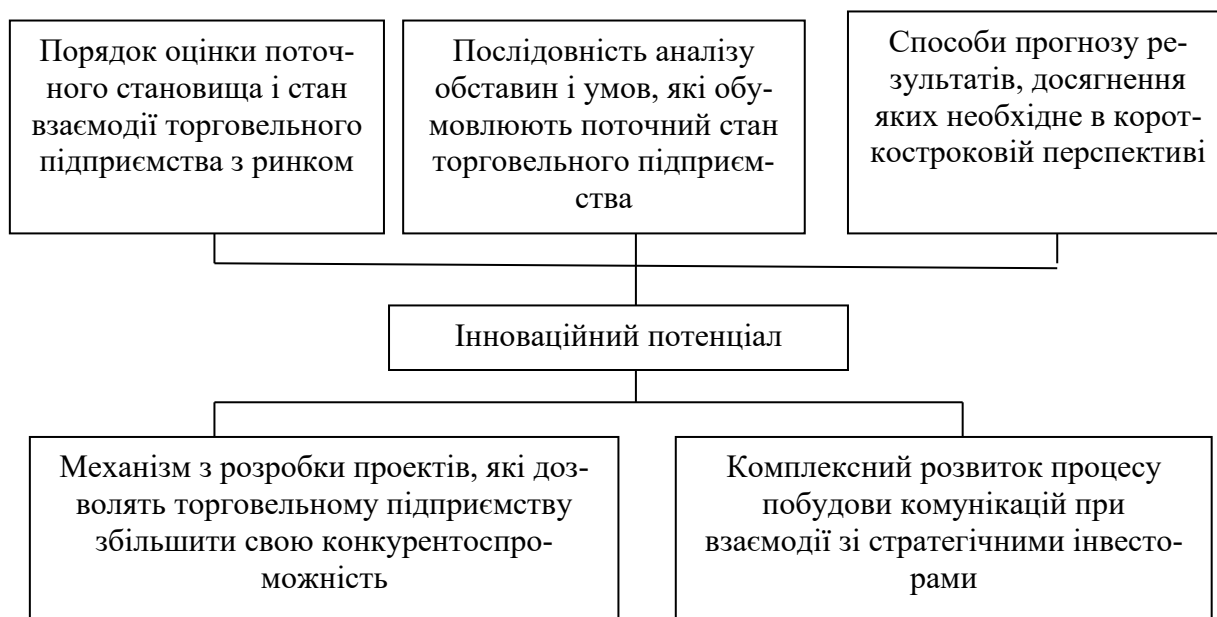 Порядок оцінки поточ-
ного становища і стан
взаємодії торговельного
підприємства з ринком
Послідовність аналізу
обставин і умов, які обу-
мовлюють поточний стан
торговельного підприєм-
ства
Способи прогнозу ре-
зультатів, досягнення
яких необхідне в корот-
костроковій перспективі
Інноваційний потенціал
Механізм з розробки проектів, які доз-
волять торговельному підприємству
збільшити свою конкурентоспро-
можність
Комплексний розвиток процесу
побудови комунікацій при
взаємодії зі стратегічними інвесто-
рами